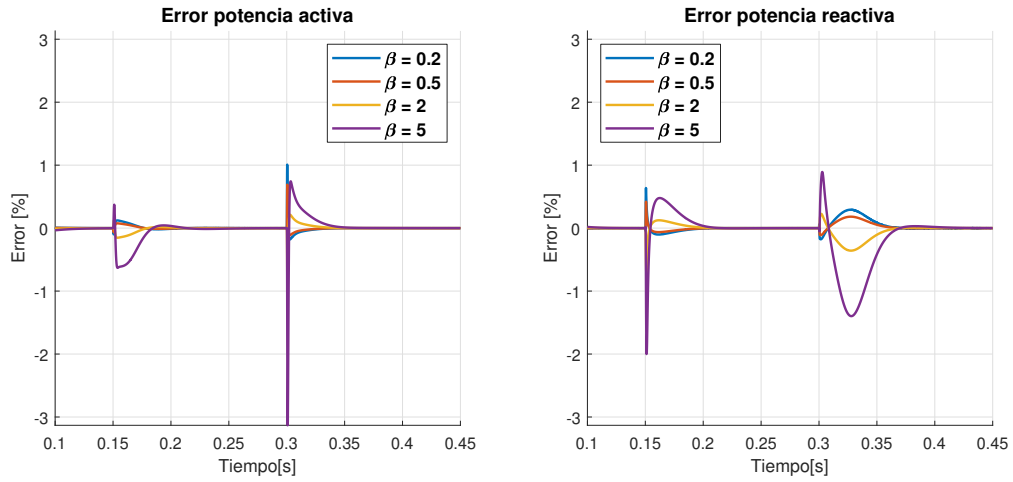 Error potencia activa
3
2
1
0
-1
-2
-3
Error [%]
0.1
0.15
0.2
0.25
0.3
0.35
0.4
0.45
Tiempo[s]
β = 0.2
β = 0.5
β = 2
β = 5
Error potencia reactiva
3
2
1
0
-1
-2
-3
Error [%]
0.1
0.15
0.2
0.25
0.3
0.35
0.4
0.45
Tiempo[s]
β = 0.2
β = 0.5
β = 2
β = 5